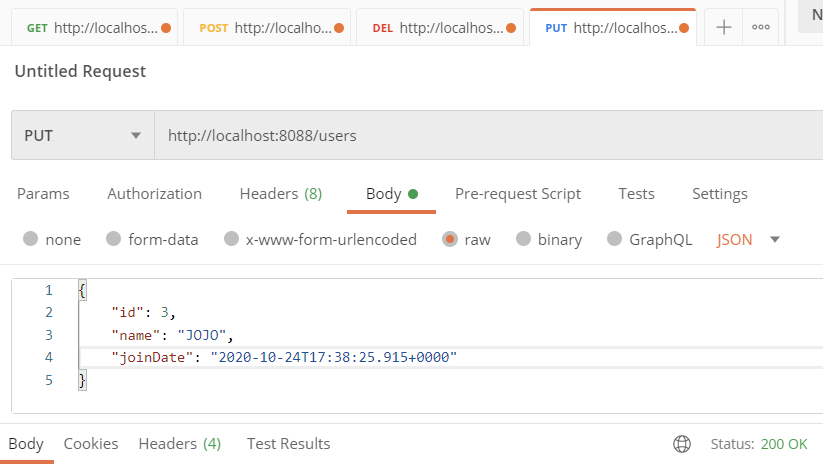 GET http://localhos... POST http://localho... DEL http://localhos... PUT http://localhos... N
Untitled Request
PUT http://localhost:8088/users
Params Authorization Headers (8) Body Pre-request Script Tests Settings
none form-data x-www-form-urlencoded raw binary GraphQL JSON
1 {
2 "id": 3,
3 "name": "JOJO",
4 "joinDate": "2020-10-24T17:38:25.915+0000"
5 }
Body Cookies Headers (4) Test Results Status: 200 OK